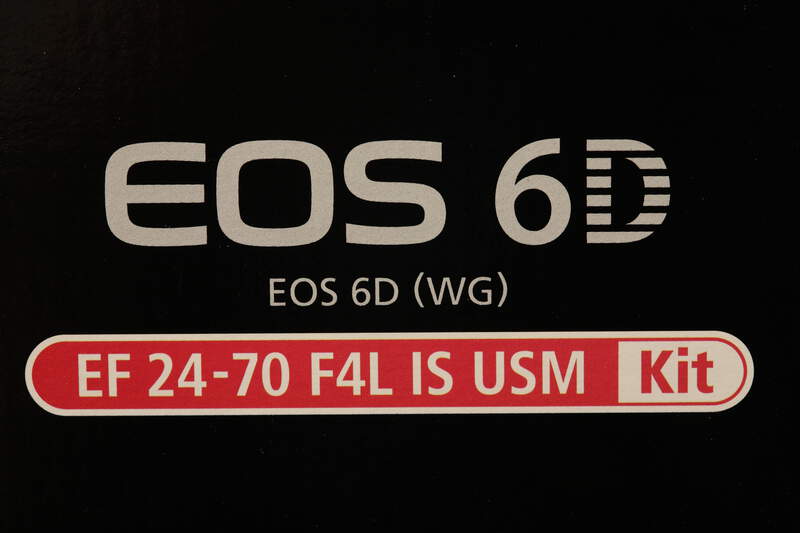 EOS 6D
EOS 6D (WG)
EF 24-70 F4L IS USM Kit